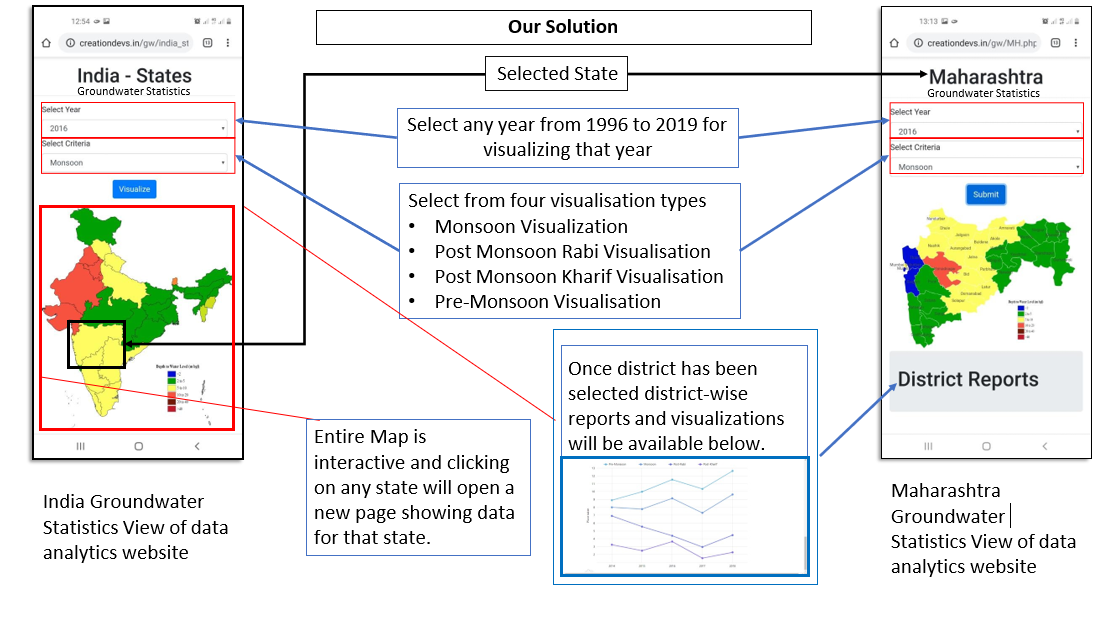 Our Solution
12:54
creationdevs.in/gw/india_st
India - States
Groundwater Statistics
Select Year
2016
Select Criteria
Monsoon
Visualize
Depth to Water Level (m bgl)
India Groundwater
Statistics View of data
analytics website
Selected State
Select any year from 1996 to 2019 for
visualizing that year
Select from four visualisation types
• Monsoon Visualization
• Post Monsoon Rabi Visualisation
• Post Monsoon Kharif Visualisation
• Pre-Monsoon Visualisation
Entire Map is
interactive and clicking
on any state will open a
new page showing data
for that state.
Once district has been
selected district-wise
reports and visualizations
will be available below.
13:13
creationdevs.in/gw/MH.php
Maharashtra
Groundwater Statistics
Select Year
2016
Select Criteria
Monsoon
Submit
District Reports
Maharashtra
Groundwater
Statistics View of data
analytics website